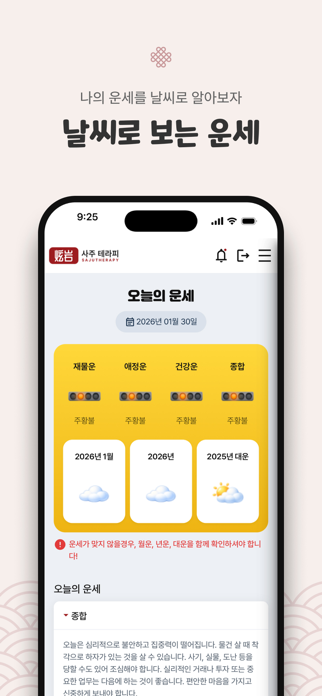 나의 운세를 날씨로 알아보자
날씨로 보는 운세
9:25
사주 테라피
SAJUTHERAPY
오늘의 운세
2026년 01월 30일
재물운 애정운 건강운 종합
주황불 주황불 주황불 주황불
2026년 1월 2026년 2025년 대운
운세가 맞지 않을경우, 월운, 년운, 대운을 함께 확인하셔야 합니
다!
오늘의 운세
종합
오늘은 심리적으로 불안하고 집중력이 떨어집니다. 물건 살 때 착
각으로 하자가 있는 것을 살 수 있습니다. 사기, 실물, 도난 등을
당할 수도 있어 조심해야 합니다. 실리적인 거래나 투자 또는 중
요한 업무는 다음에 하는 것이 좋습니다. 편안한 마음을 가지고
신중하게 보내야 합니다.